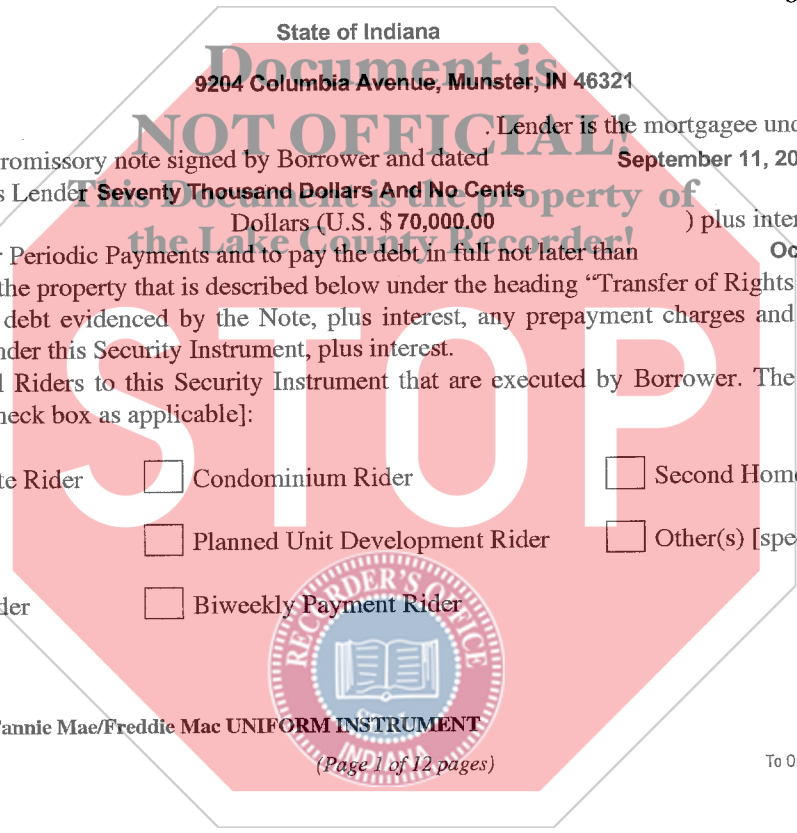 State of Indiana
Document is
9204 Columbia Avenue, Munster, IN 46321
NOT OFFICIAL!
. Lender is the mortgagee und
romissory note signed by Borrower and dated September 11, 20
s Lender Seventy Thousand Dollars And No Cents
This Document is the property of
Dollars (U.S. $ 70,000.00 ) plus inter
the Lake County Recorder!
r Periodic Payments and to pay the debt in full not later than Oc
the property that is described below under the heading “Transfer of Rights
debt evidenced by the Note, plus interest, any prepayment charges and
nder this Security Instrument, plus interest.
l Riders to this Security Instrument that are executed by Borrower. The
heck box as applicable]:
STOP
te Rider Condominium Rider Second Home
Planned Unit Development Rider Other(s) [spe
der Biweekly Payment Rider
RECORDER'S OFFICE
SEAL
INDIANA
annie Mae/Freddie Mac UNIFORM INSTRUMENT
(Page 1 of 12 pages)
To O